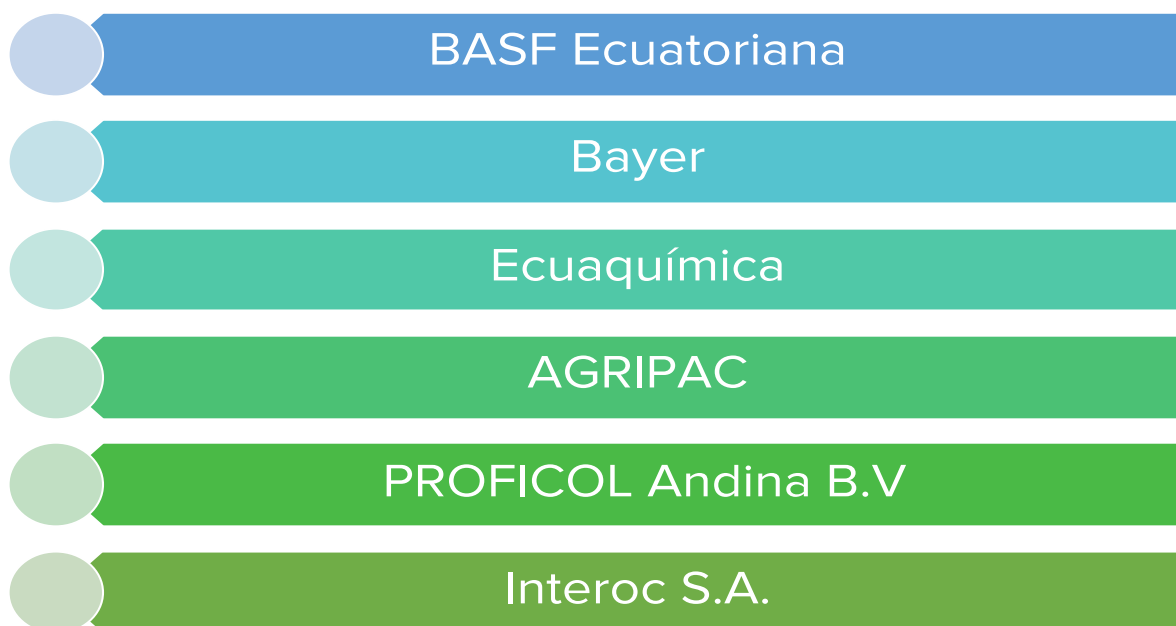 BASF Ecuatoriana
Bayer
Ecuaquímica
AGRIPAC
PROFICOL Andina B.V
Interoc S.A.